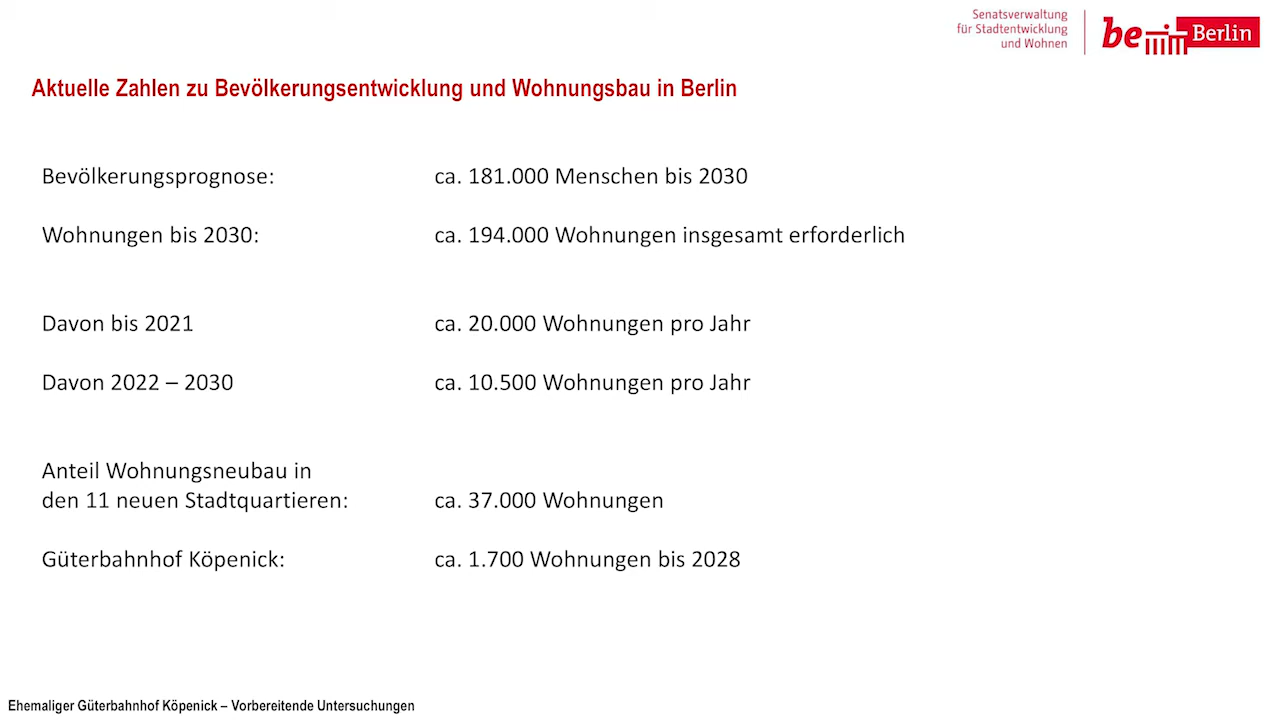 Senatsverwaltung
für Stadtentwicklung
und Wohnen
be Berlin
Aktuelle Zahlen zu Bevölkerungsentwicklung und Wohnungsbau in Berlin
Bevölkerungsprognose: ca. 181.000 Menschen bis 2030
Wohnungen bis 2030: ca. 194.000 Wohnungen insgesamt erforderlich
Davon bis 2021 ca. 20.000 Wohnungen pro Jahr
Davon 2022 – 2030 ca. 10.500 Wohnungen pro Jahr
Anteil Wohnungsneubau in
den 11 neuen Stadtquartieren: ca. 37.000 Wohnungen
Güterbahnhof Köpenick: ca. 1.700 Wohnungen bis 2028
Ehemaliger Güterbahnhof Köpenick – Vorbereitende Untersuchungen